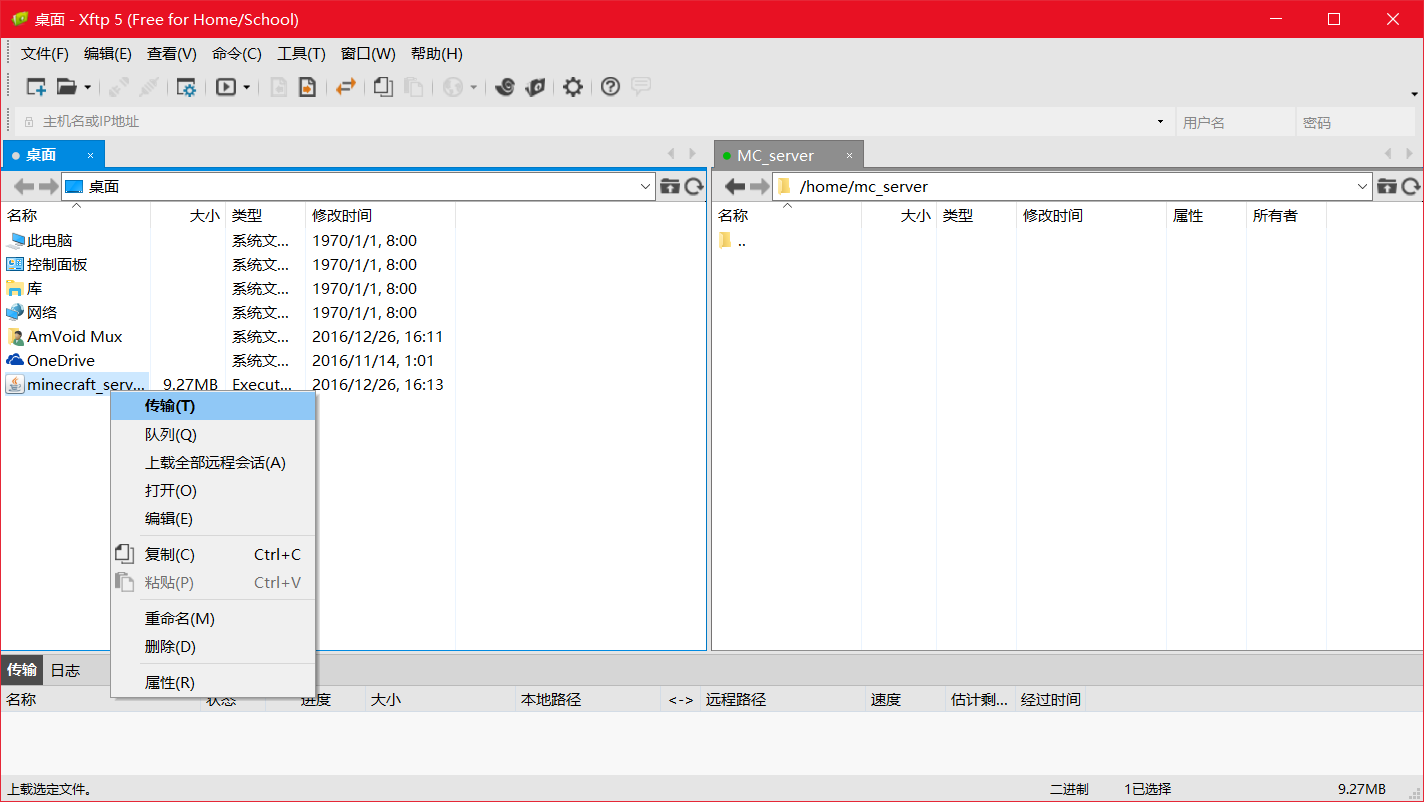 桌面 - Xftp 5 (Free for Home/School)
文件(F) 编辑(E) 查看(V) 命令(C) 工具(T) 窗口(W) 帮助(H)
主机名或IP地址 用户名 密码
桌面 × MC_server ×
桌面 /home/mc_server
名称 大小 类型 修改时间 名称 大小 类型 修改时间 属性 所有者
此电脑 系统文... 1970/1/1, 8:00 ..
控制面板 系统文... 1970/1/1, 8:00
库 系统文... 1970/1/1, 8:00
网络 系统文... 1970/1/1, 8:00
AmVoid Mux 系统文... 2016/12/26, 16:11
OneDrive 系统文... 2016/11/14, 1:01
minecraft_serv... 9.27MB Execut... 2016/12/26, 16:13
传输(T)
队列(Q)
上载全部远程会话(A)
打开(O)
编辑(E)
复制(C) Ctrl+C
粘贴(P) Ctrl+V
重命名(M)
删除(D)
属性(R)
传输 日志
名称 状态 进度 大小 本地路径 <-> 远程路径 速度 估计剩... 经过时间
上载选定文件。 二进制 1已选择 9.27MB